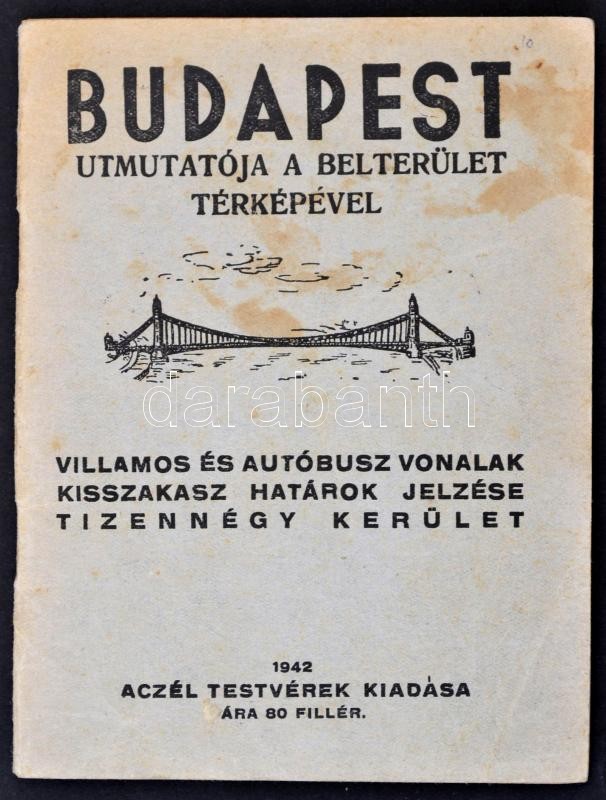 10
BUDAPEST
UTMUTATÓJA A BELTERÜLET
TÉRKÉPÉVEL
darabanth
VILLAMOS ÉS AUTÓBUSZ VONALAK
KISSZAKASZ HATÁROK JELZÉSE
TIZENNÉGY KERÜLET
1942
ACZÉL TESTVÉREK KIADÁSA
ÁRA 80 FILLÉR.